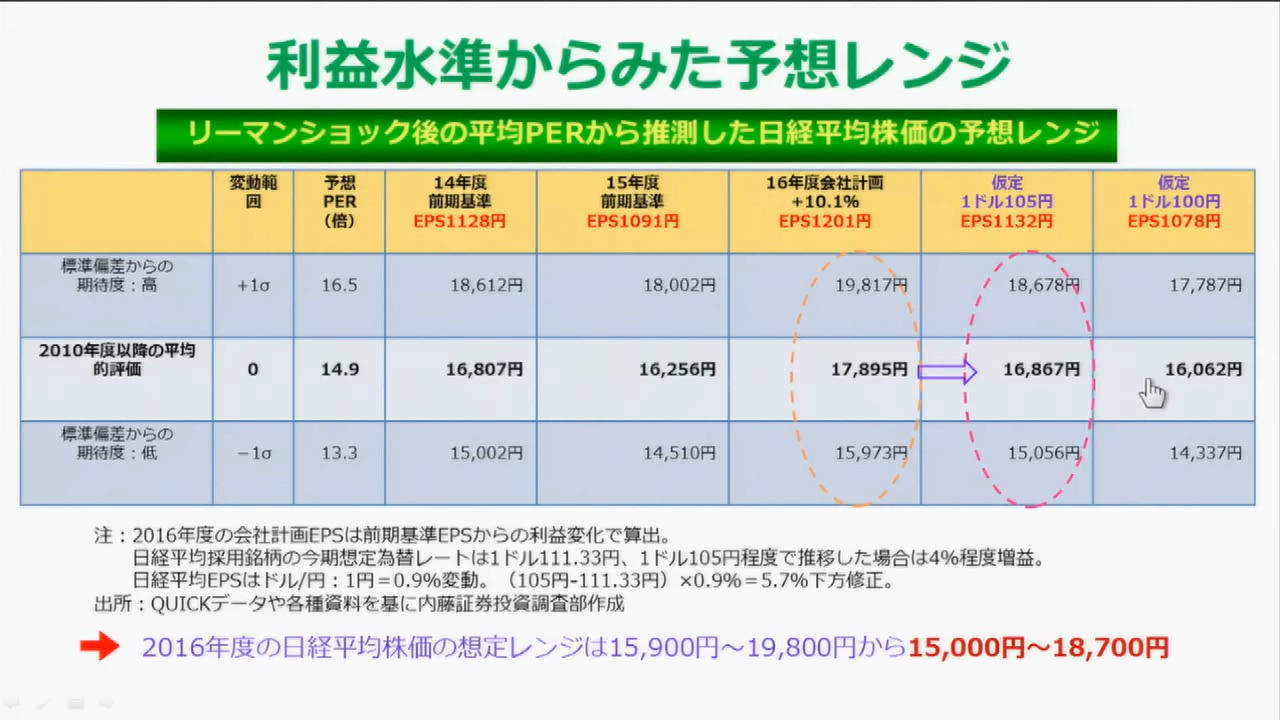 利益水準からみた予想レンジ
リーマンショック後の平均PERから推測した日経平均株価の予想レンジ
変動範囲 予想PER（倍） 14年度前期基準 EPS1128円 15年度前期基準 EPS1091円 16年度会社計画+10.1% EPS1201円 仮定1ドル105円 EPS1132円 仮定1ドル100円 EPS1078円
標準偏差からの期待度：高 +1σ 16.5 18,612円 18,002円 19,817円 18,678円 17,787円
2010年度以降の平均的評価 0 14.9 16,807円 16,256円 17,895円 16,867円 16,062円
標準偏差からの期待度：低 −1σ 13.3 15,002円 14,510円 15,973円 15,056円 14,337円
注：2016年度の会社計画EPSは前期基準EPSからの利益変化で算出。
日経平均採用銘柄の今期想定為替レートは1ドル111.33円、1ドル105円程度で推移した場合は4%程度増益。
日経平均EPSはドル/円：1円＝0.9%変動。（105円-111.33円）×0.9%＝5.7%下方修正。
出所：QUICKデータや各種資料を基に内藤証券投資調査部作成
2016年度の日経平均株価の想定レンジは15,900円～19,800円から15,000円～18,700円